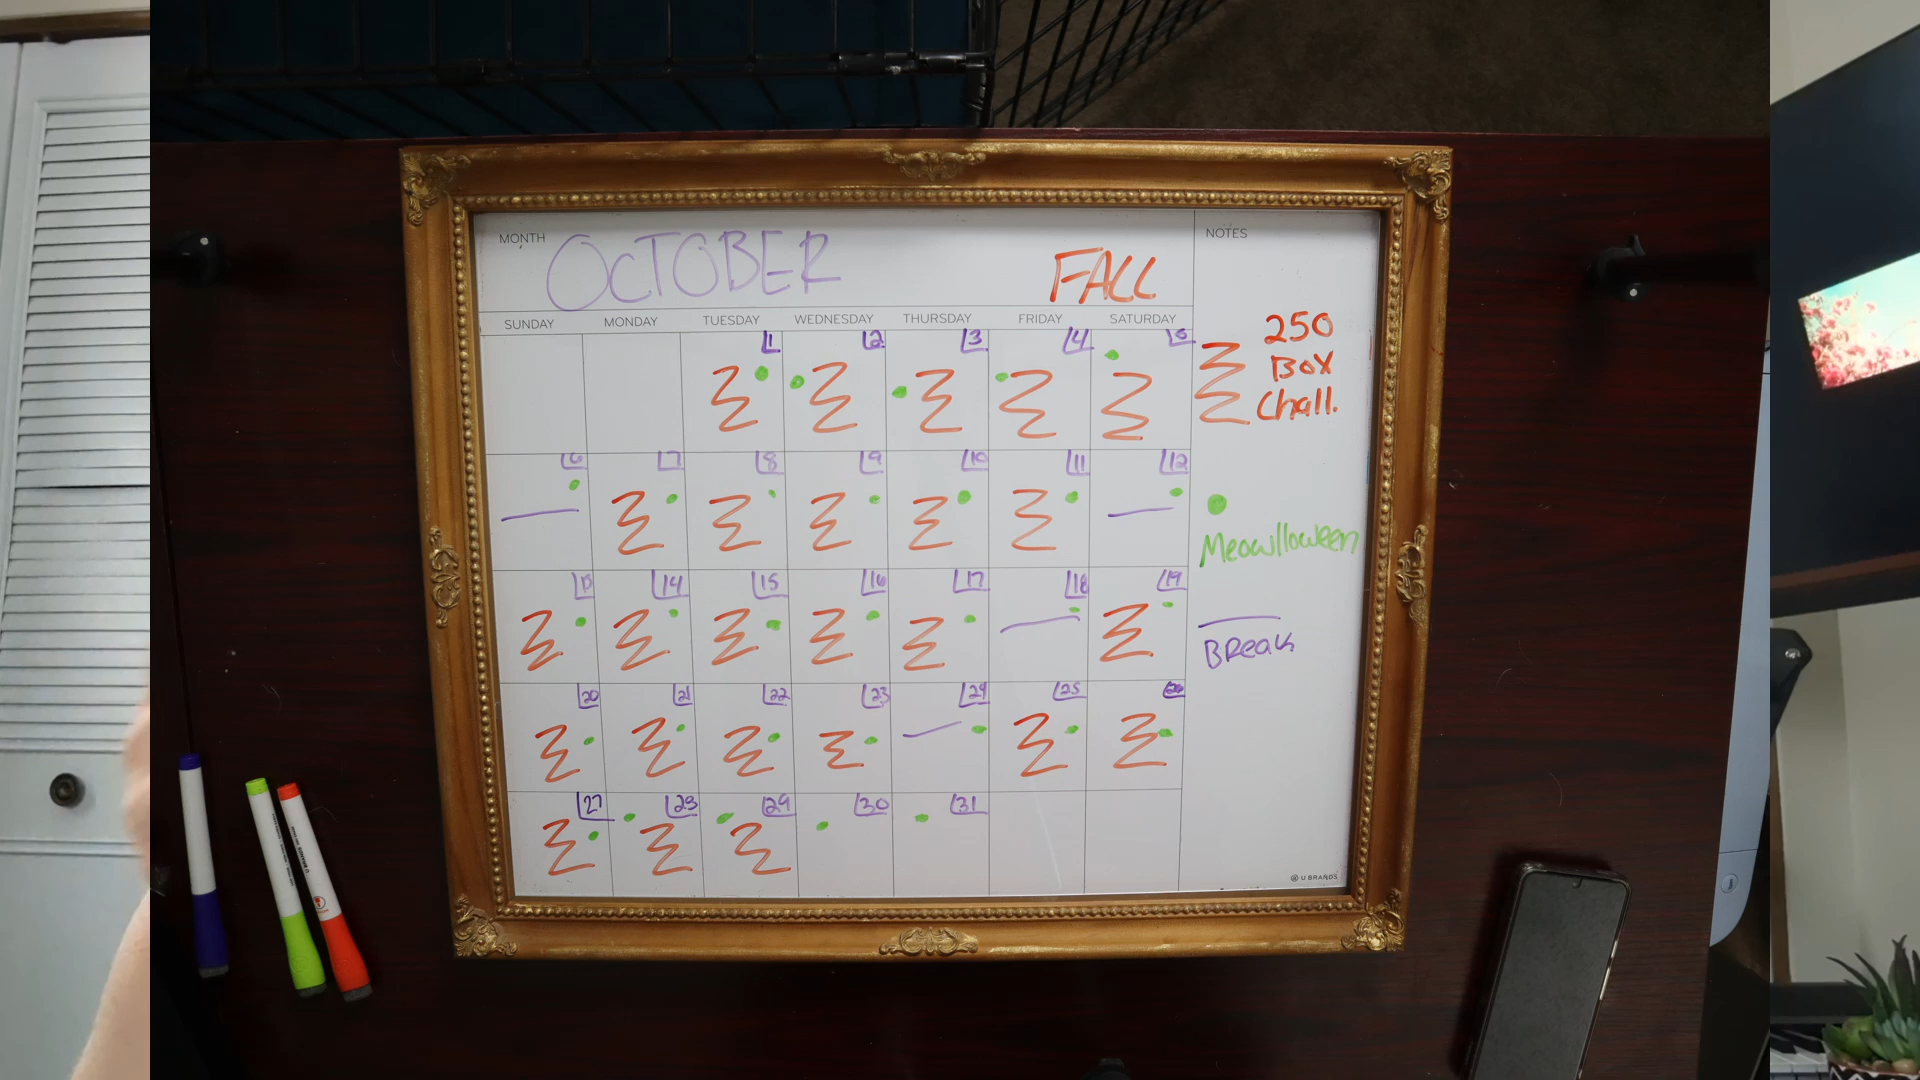 MONTH
OCTOBER
FALL
NOTES
SUNDAY MONDAY TUESDAY WEDNESDAY THURSDAY FRIDAY SATURDAY
1 2 3 4 5
250
BOX
Chall.
6 7 8 9 10 11 12
Meowlloween
13 14 15 16 17 18 19
BReak
20 21 22 23 24 25 26
27 28 29 30 31
U BRANDS